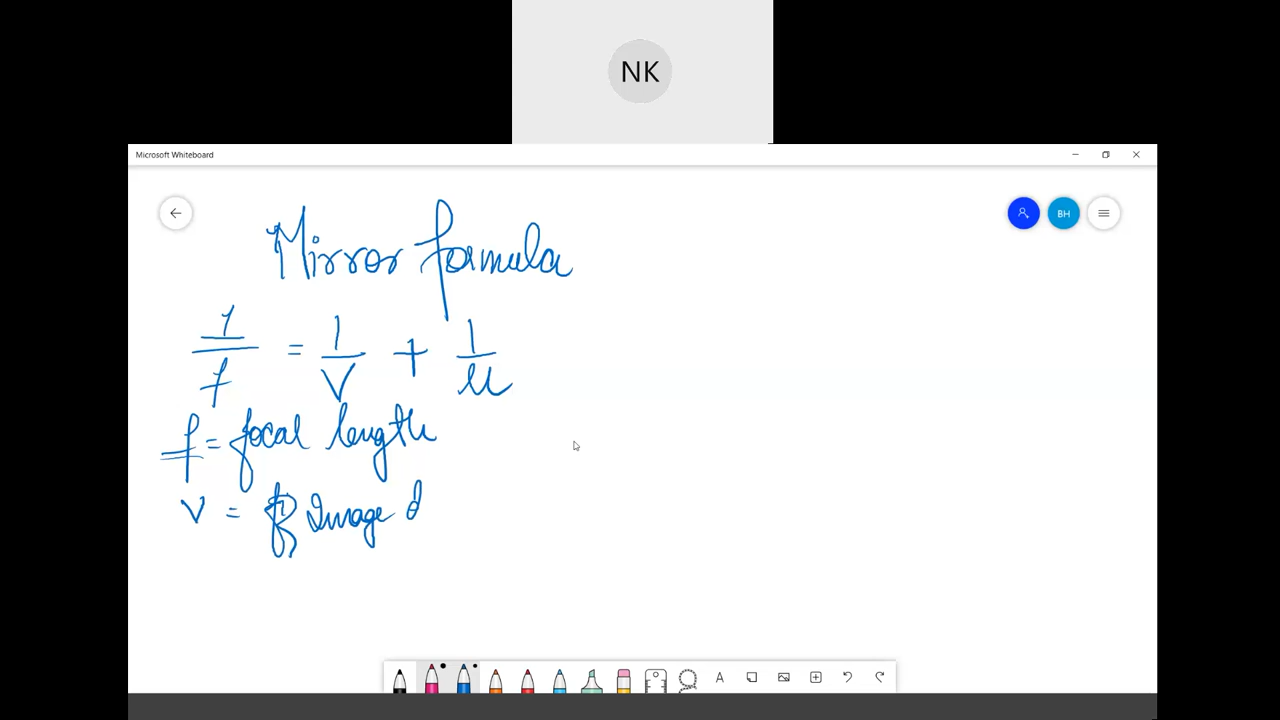 NK
Microsoft Whiteboard
BH
Mirror formula
1/f = 1/v + 1/u
f = focal length
v = Image d
A